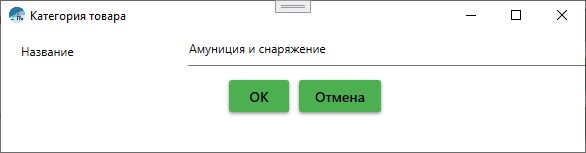 Категория товара
Название
Амуниция и снаряжение
ОК
Отмена